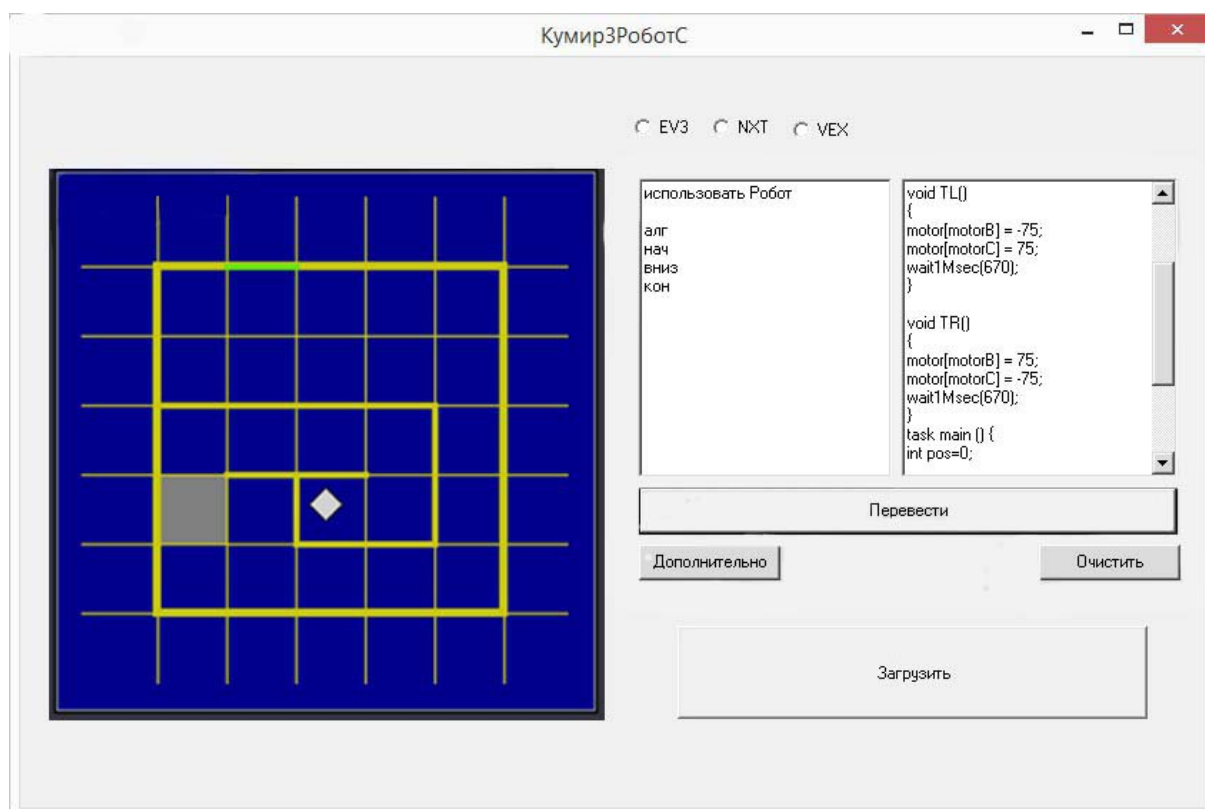 Кумир3РоботС
EV3 NXT VEX
использовать Робот
алг
нач
вниз
кон
void TL()
{
motor[motorB] = -75;
motor[motorC] = 75;
wait1Msec(670);
}
void TR()
{
motor[motorB] = 75;
motor[motorC] = -75;
wait1Msec(670);
}
task main () {
int pos=0;
Перевести
Дополнительно
Очистить
Загрузить